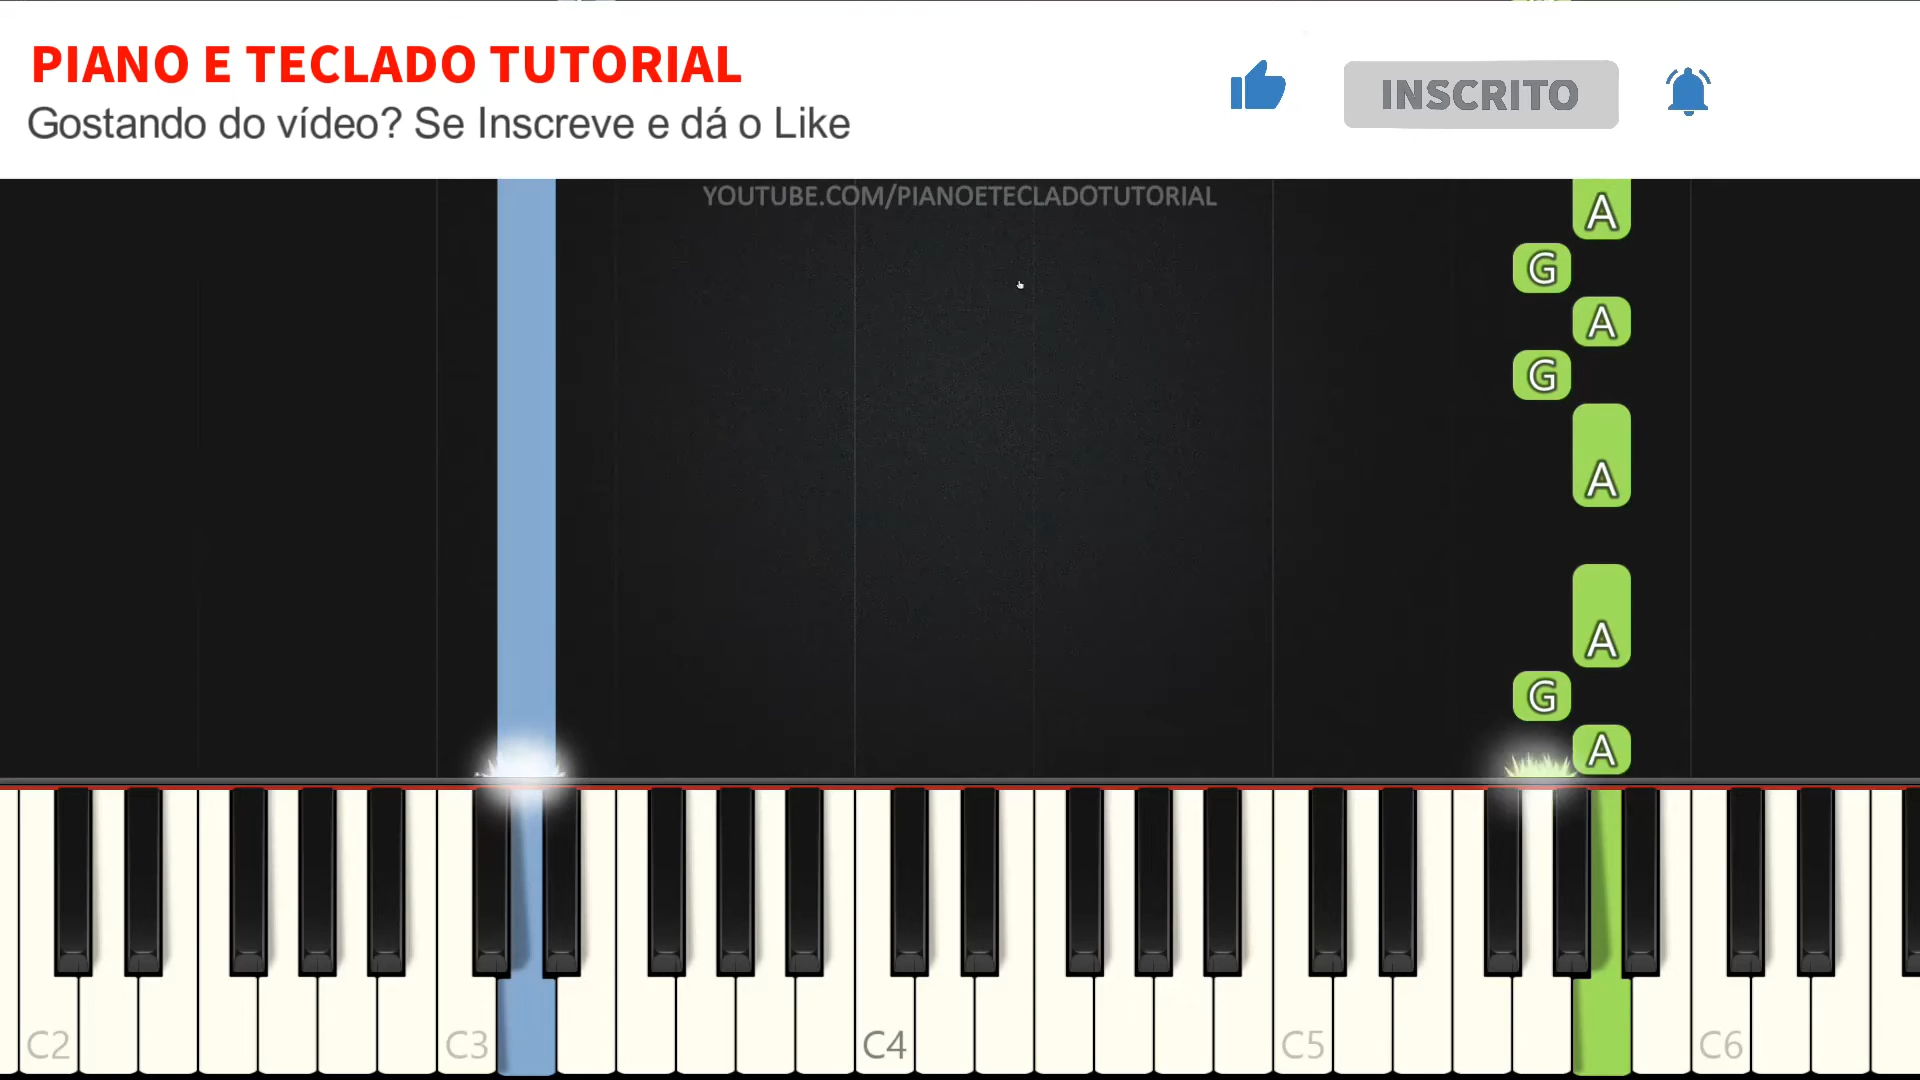 PIANO E TECLADO TUTORIAL
Gostando do vídeo? Se Inscreve e dá o Like
INSCRITO
YOUTUBE.COM/PIANOETECLADOTUTORIAL
A
G
A
G
A
A
G
A
C2 C3 C4 C5 C6